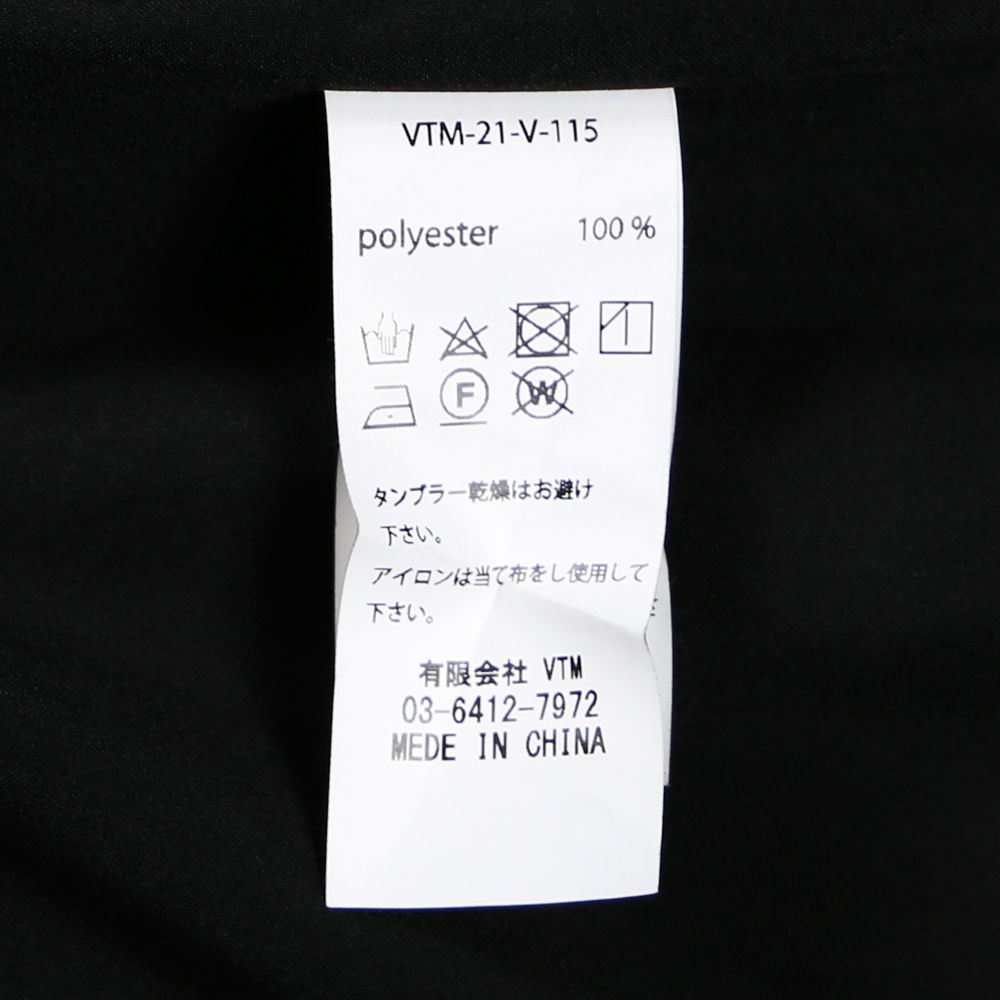 VTM-21-V-115
polyester 100 %
F W
タンブラー乾燥はお避け
下さい。
アイロンは当て布をし使用して
下さい。
有限会社 VTM
03-6412-7972
MEDE IN CHINA